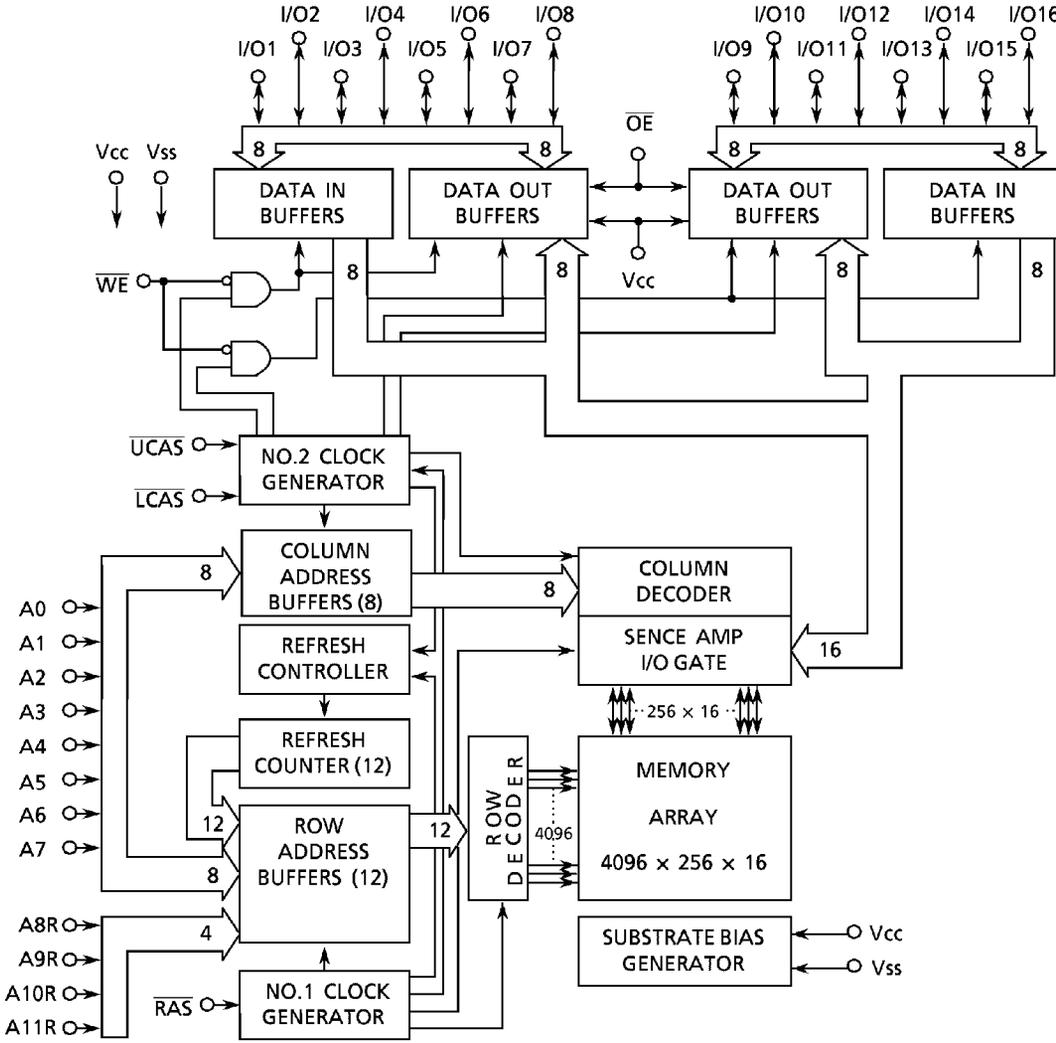 I/O2 I/O4 I/O6 I/O8 I/O10 I/O12 I/O14 I/O16
I/O1 I/O3 I/O5 I/O7 I/O9 I/O11 I/O13 I/O15
OE
8 8 8 8
Vcc Vss
DATA IN
BUFFERS
DATA OUT
BUFFERS
DATA OUT
BUFFERS
DATA IN
BUFFERS
Vcc
8 8 8 8
WE
UCAS
LCAS
NO.2 CLOCK
GENERATOR
COLUMN
ADDRESS
BUFFERS (8)
8
8
COLUMN
DECODER
SENCE AMP
I/O GATE
16
A0
A1
A2
A3
A4
A5
A6
A7
REFRESH
CONTROLLER
REFRESH
COUNTER (12)
256 × 16
12
8
ROW
ADDRESS
BUFFERS (12)
12
ROW
DECODER
4096
MEMORY
ARRAY
4096 × 256 × 16
A8R
A9R
A10R
A11R
4
SUBSTRATE BIAS
GENERATOR
Vcc
Vss
RAS
NO.1 CLOCK
GENERATOR